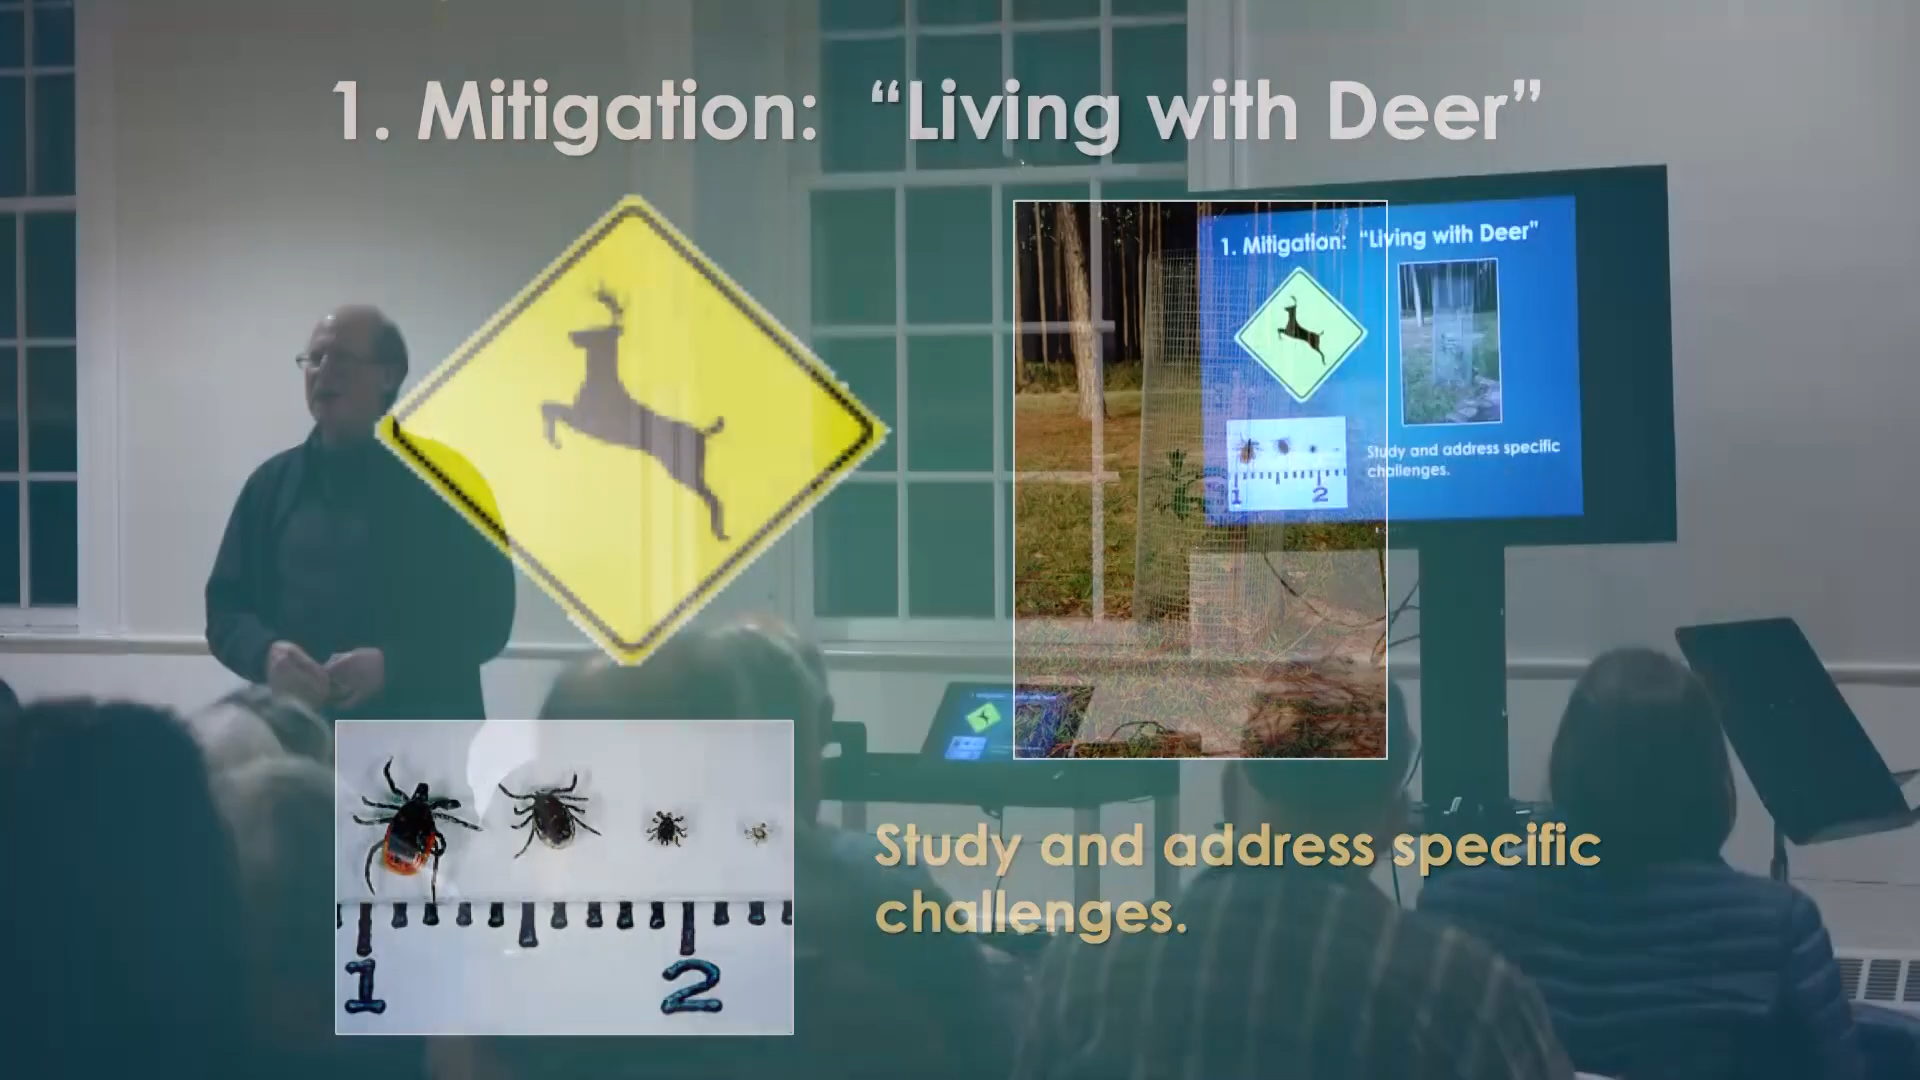 1. Mitigation: “Living with Deer”
1. Mitigation: “Living with Deer”
Study and address specific
challenges.
1 2
Study and address specific
challenges.
1 2